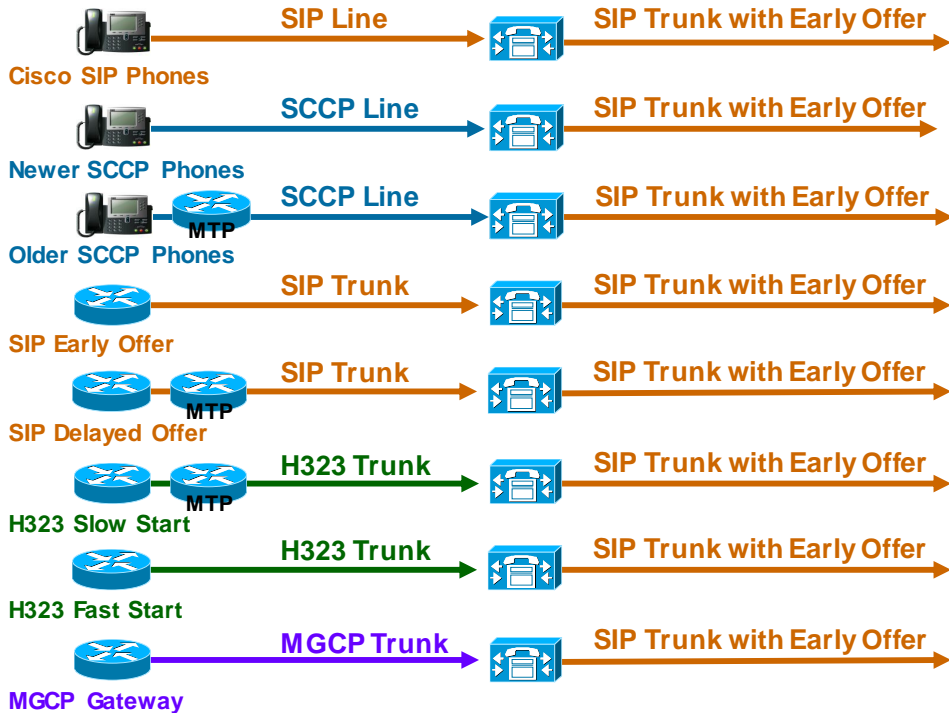 SIP Line
SIP Trunk with Early Offer
Cisco SIP Phones
SCCP Line
SIP Trunk with Early Offer
Newer SCCP Phones
SCCP Line
SIP Trunk with Early Offer
MTP
Older SCCP Phones
SIP Trunk
SIP Trunk with Early Offer
SIP Early Offer
SIP Trunk
SIP Trunk with Early Offer
MTP
SIP Delayed Offer
H323 Trunk
SIP Trunk with Early Offer
MTP
H323 Slow Start
H323 Trunk
SIP Trunk with Early Offer
H323 Fast Start
MGCP Trunk
SIP Trunk with Early Offer
MGCP Gateway